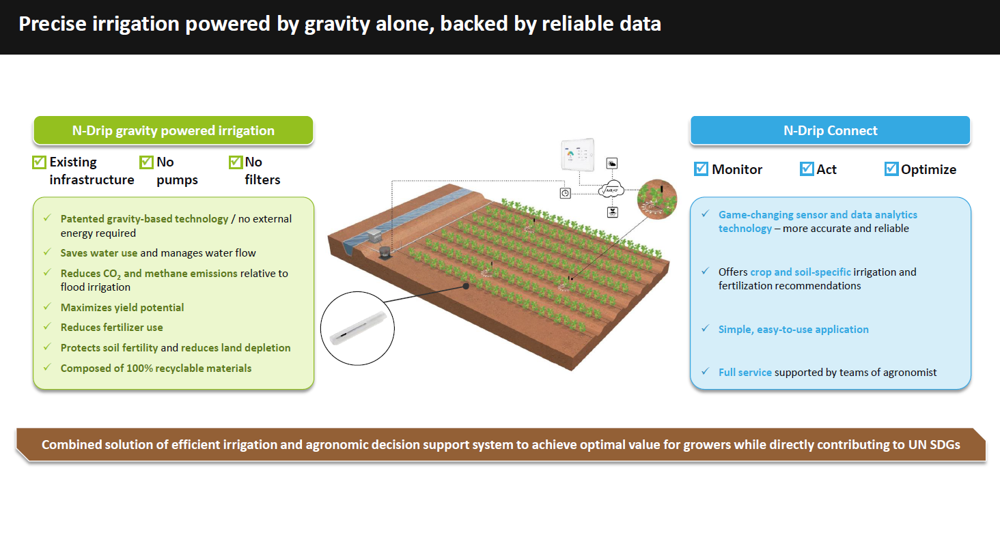 Precise irrigation powered by gravity alone, backed by reliable data
N-Drip gravity powered irrigation
Existing
infrastructure
No
pumps
No
filters
Patented gravity-based technology / no external
energy required
Saves water use and manages water flow
Reduces CO₂ and methane emissions relative to
flood irrigation
Maximizes yield potential
Reduces fertilizer use
Protects soil fertility and reduces land depletion
Composed of 100% recyclable materials
N-Drip Connect
Monitor
Act
Optimize
Game-changing sensor and data analytics
technology – more accurate and reliable
Offers crop and soil-specific irrigation and
fertilization recommendations
Simple, easy-to-use application
Full service supported by teams of agronomist
Combined solution of efficient irrigation and agronomic decision support system to achieve optimal value for growers while directly contributing to UN SDGs